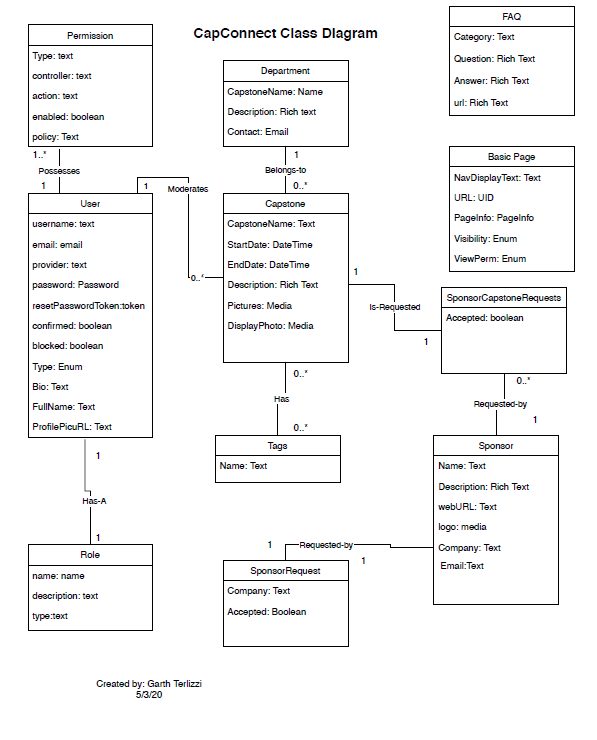 CapConnect Class Diagram
Permission
Type: text
controller: text
action: text
enabled: boolean
policy: Text
1..*
Possesses
1
User
username: text
email: email
provider: text
password: Password
resetPasswordToken:token
confirmed: boolean
blocked: boolean
Type: Enum
Bio: Text
FullName: Text
ProfilePicuRL: Text
1
Has-A
1
Role
name: name
description: text
type:text
1
Moderates
0..*
Department
CapstoneName: Name
Description: Rich text
Contact: Email
1
Belongs-to
0..*
Capstone
CapstoneName: Text
StartDate: DateTime
EndDate: DateTime
Description: Rich Text
Pictures: Media
DisplayPhoto: Media
0..*
Has
0..*
Tags
Name: Text
1
Is-Requested
1
FAQ
Category: Text
Question: Rich Text
Answer: Rich Text
url: Rich Text
Basic Page
NavDisplayText: Text
URL: UID
PageInfo: PageInfo
Visibility: Enum
ViewPerm: Enum
SponsorCapstoneRequests
Accepted: boolean
0..*
Requested-by
1
Sponsor
Name: Text
Description: Rich Text
webURL: Text
logo: media
Company: Text
Email:Text
1
Requested-by
1
SponsorRequest
Company: Text
Accepted: Boolean
Created by: Garth Terlizzi
5/3/20